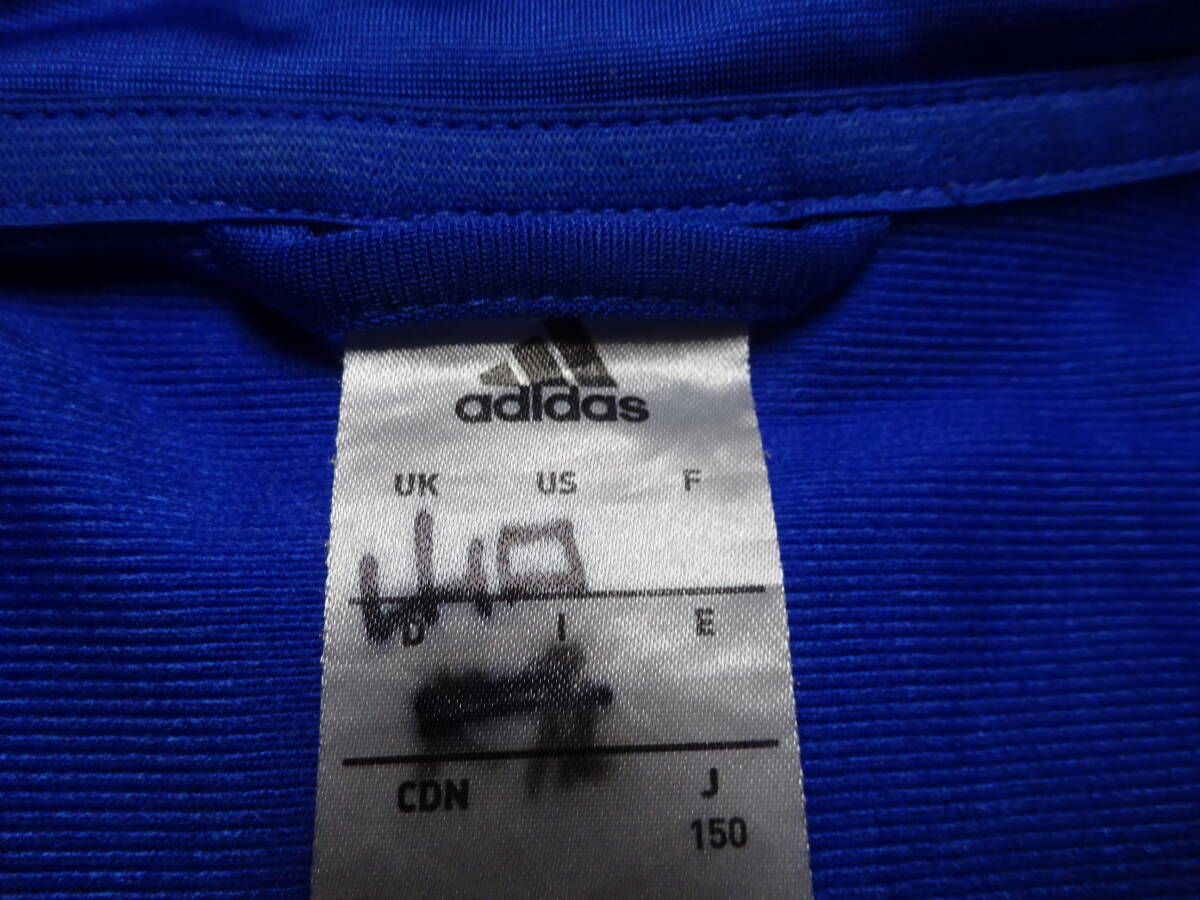 adidas
UK US F
D I E
CDN J
150